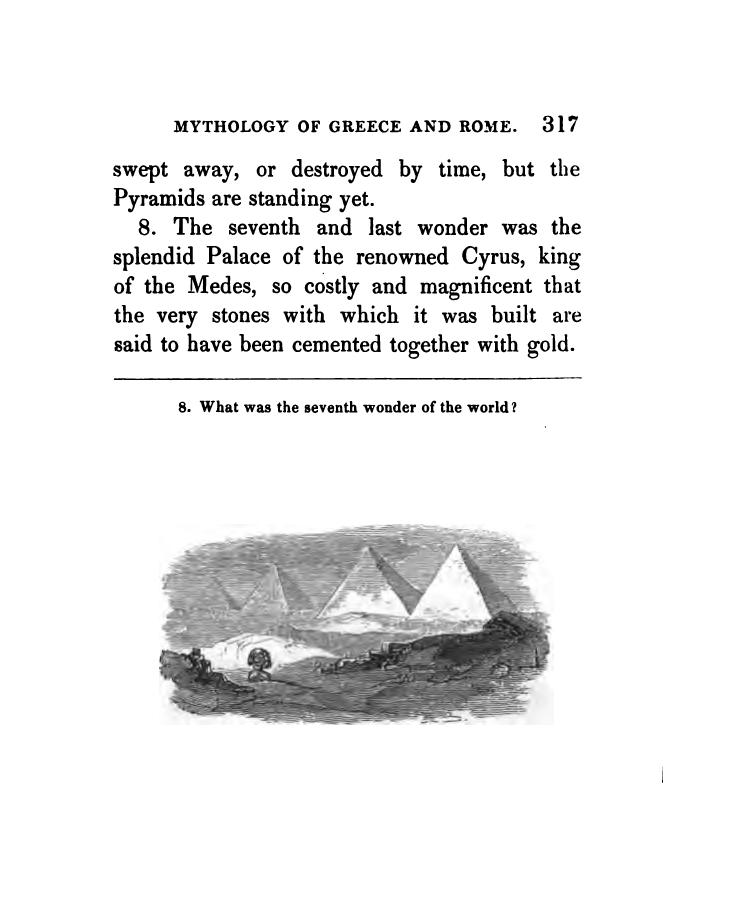 MYTHOLOGY OF GREECE AND ROME. 317
swept away, or destroyed by time, but the
Pyramids are standing yet.
8. The seventh and last wonder was the
splendid Palace of the renowned Cyrus, king
of the Medes, so costly and magnificent that
the very stones with which it was built are
said to have been cemented together with gold.
8. What was the seventh wonder of the world?